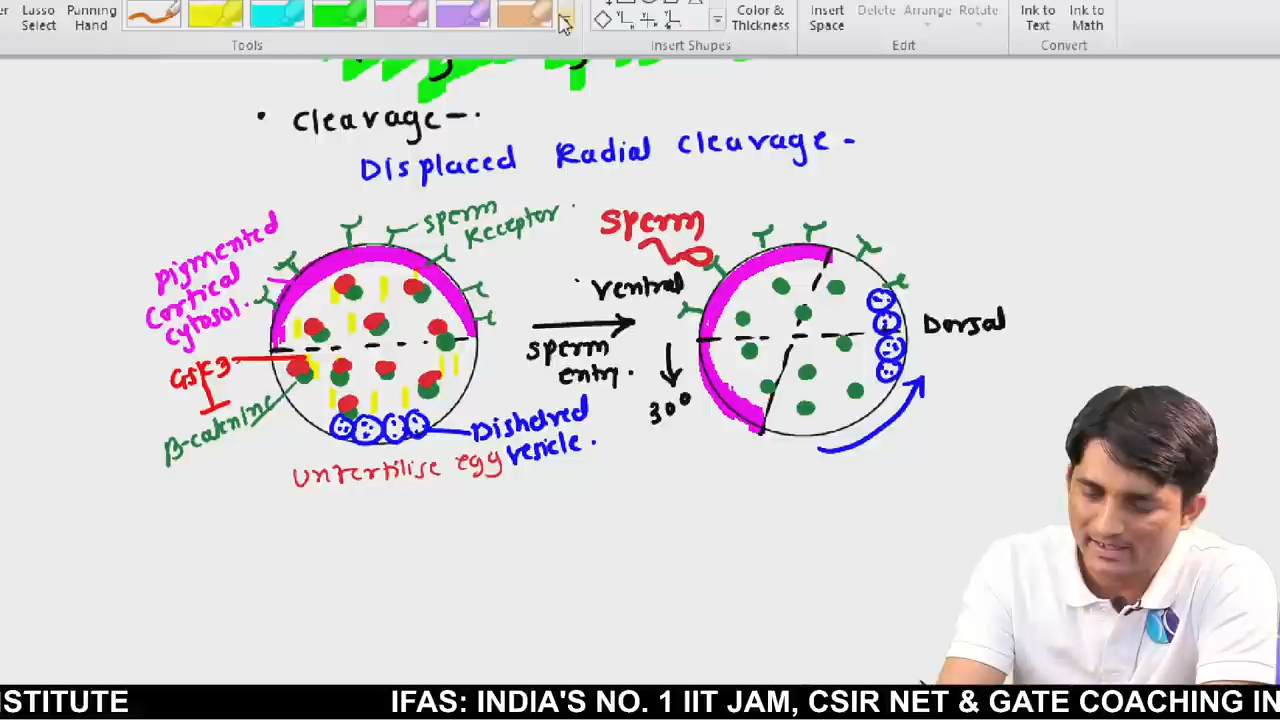 Lasso Select
Panning Hand
Tools
Insert Shapes
Color & Thickness
Insert Space
Delete
Arrange
Rotate
Edit
Ink to Text
Ink to Math
Convert
• Cleavage-.
Displaced Radial cleavage -
Pigmented
Cortical
Cytosol.
sperm
Receptor.
GSK3
β-catenine
Dishelved
vesicle.
Unfertilise egg
sperm
entry.
Sperm
Ventral
30°
Dorsal
NSTITUTE
IFAS: INDIA'S NO. 1 IIT JAM, CSIR NET & GATE COACHING IN